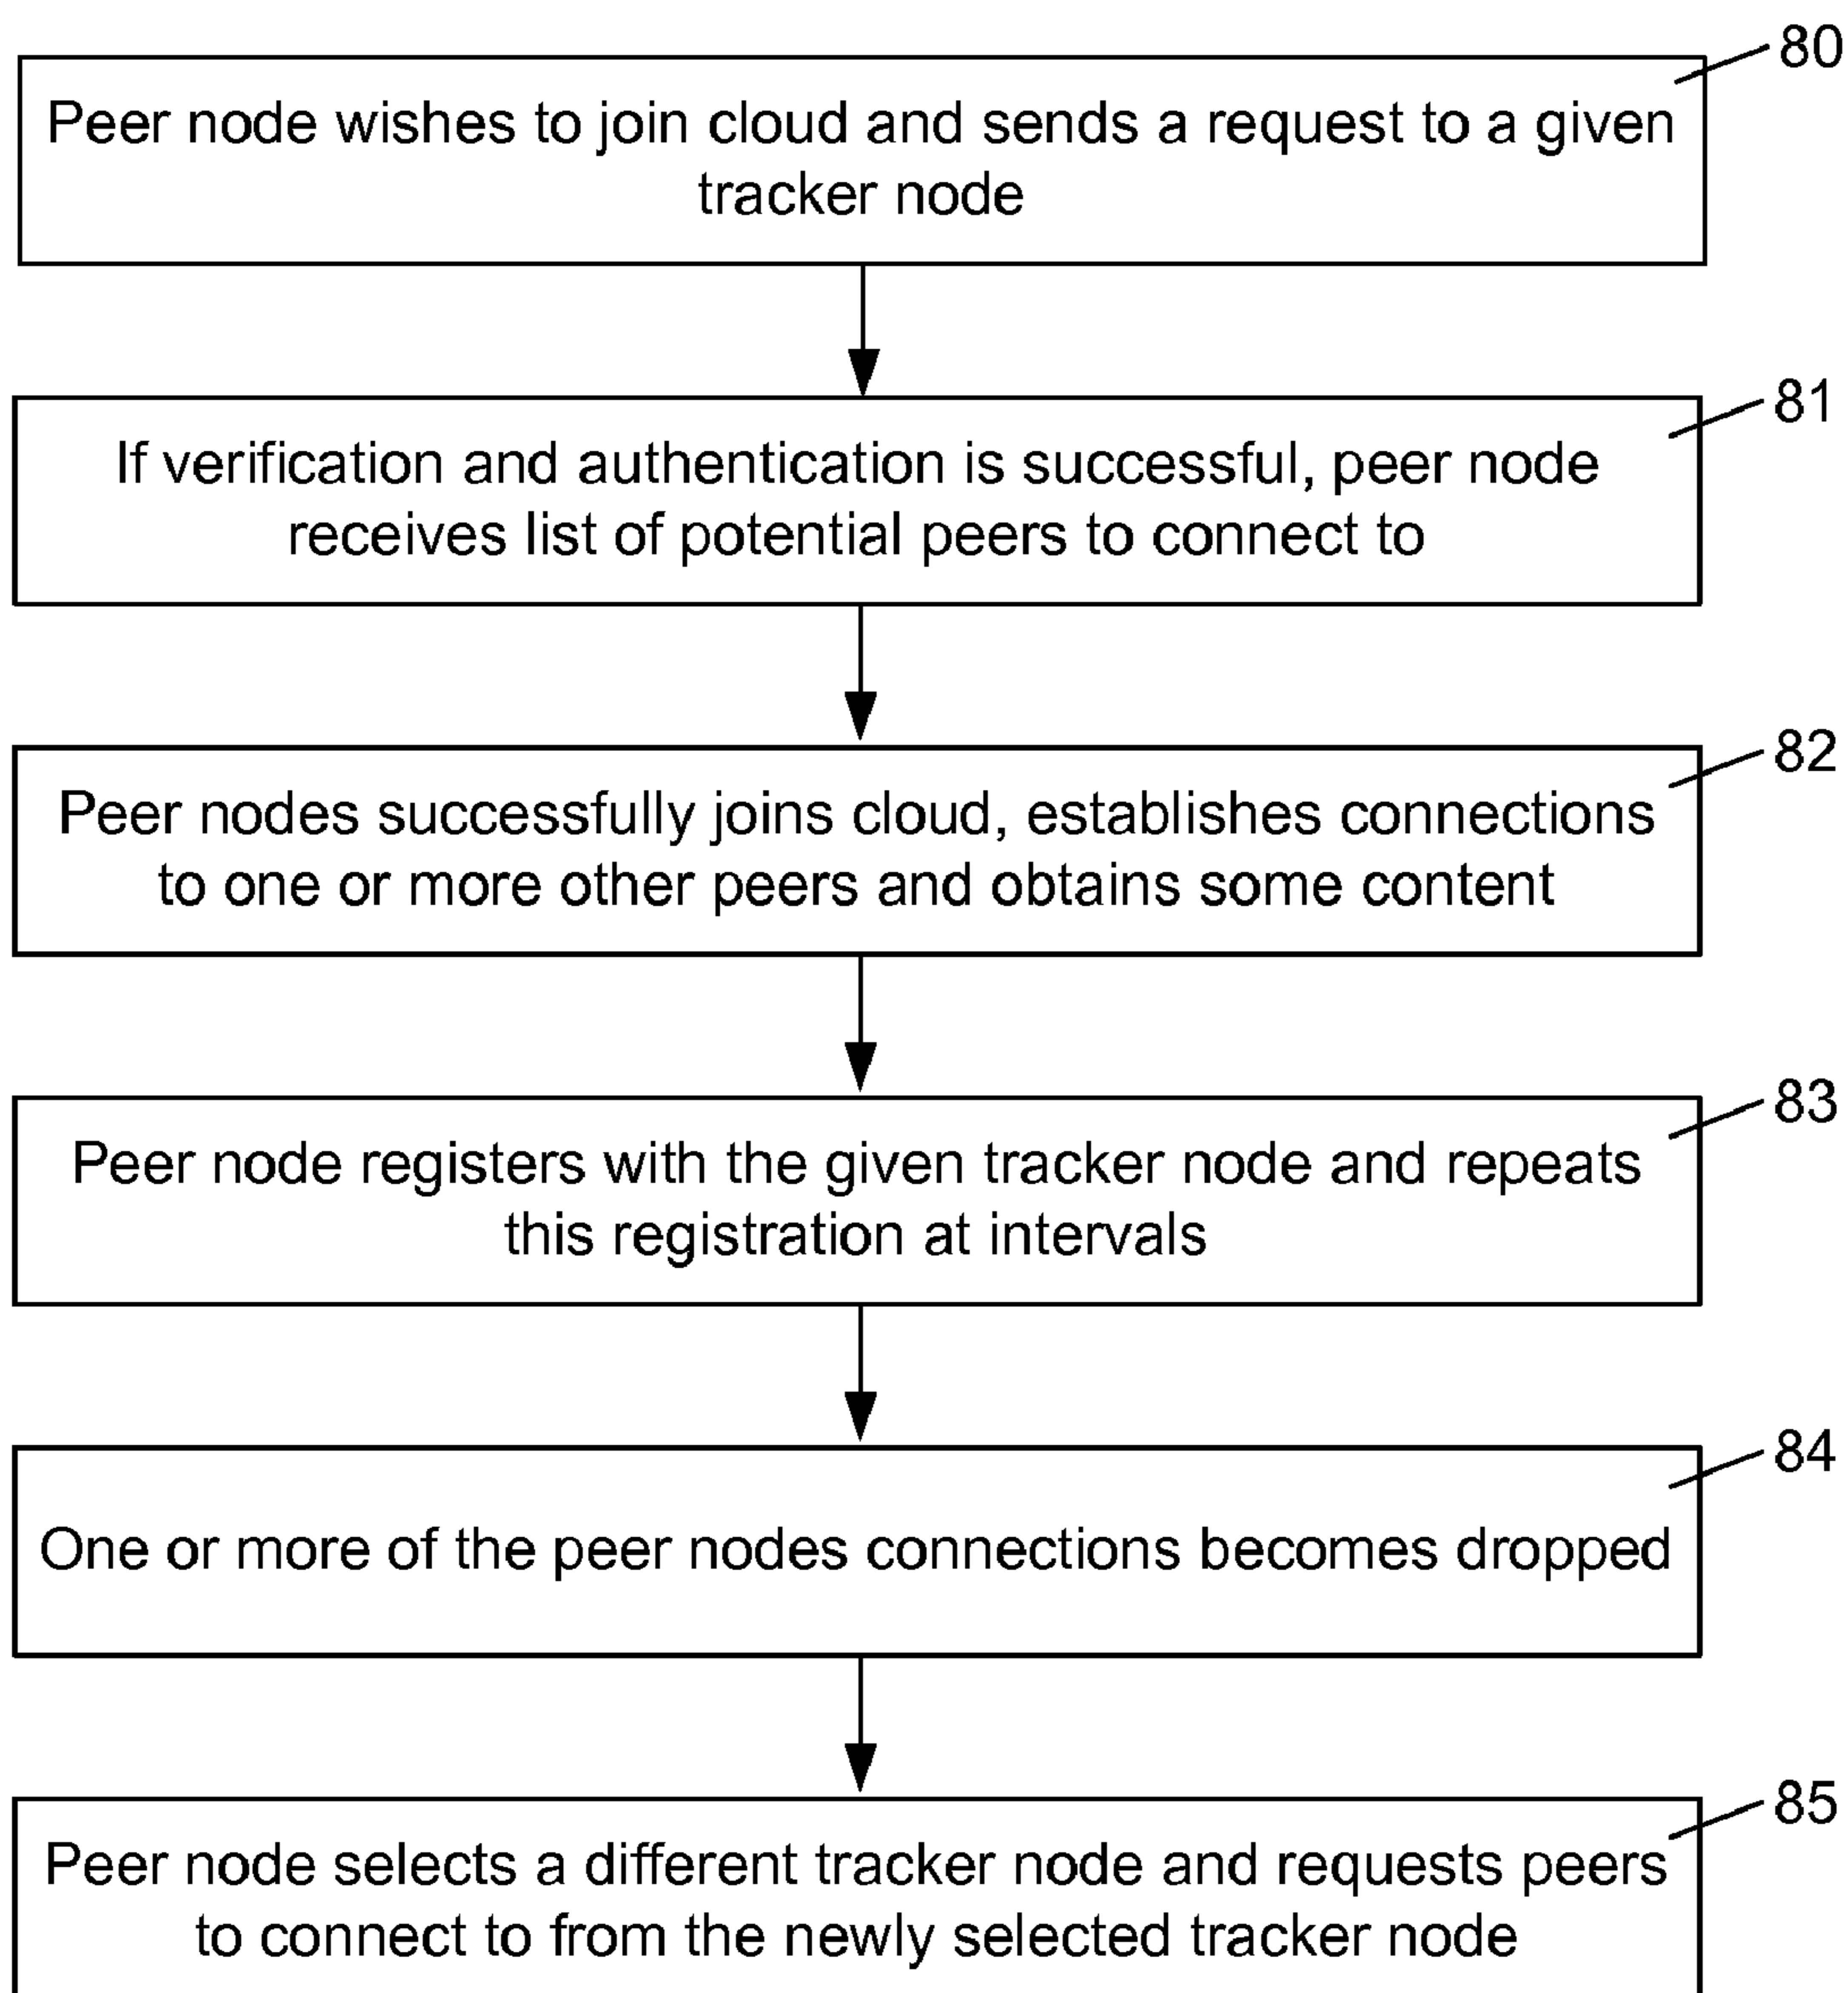 80
Peer node wishes to join cloud and sends a request to a given
tracker node
81
If verification and authentication is successful, peer node
receives list of potential peers to connect to
82
Peer nodes successfully joins cloud, establishes connections
to one or more other peers and obtains some content
83
Peer node registers with the given tracker node and repeats
this registration at intervals
84
One or more of the peer nodes connections becomes dropped
85
Peer node selects a different tracker node and requests peers
to connect to from the newly selected tracker node